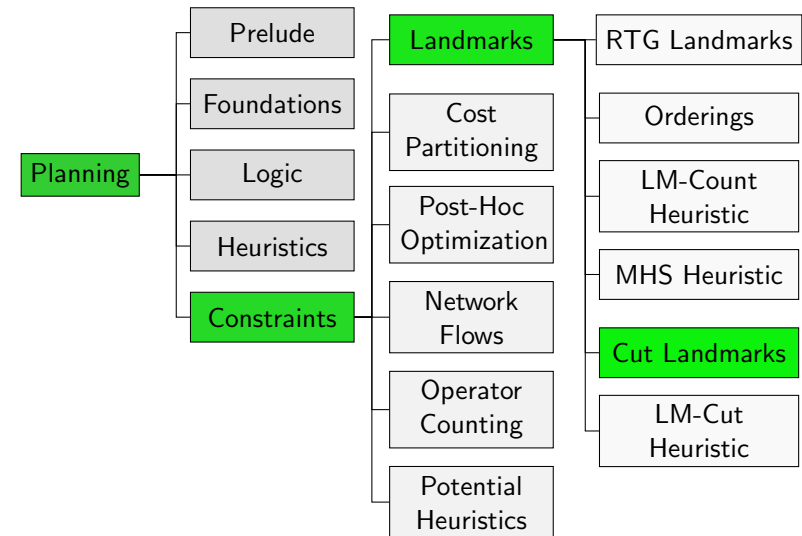 Planning
Prelude
Foundations
Logic
Heuristics
Constraints
Landmarks
Cost
Partitioning
Post-Hoc
Optimization
Network
Flows
Operator
Counting
Potential
Heuristics
RTG Landmarks
Orderings
LM-Count
Heuristic
MHS Heuristic
Cut Landmarks
LM-Cut
Heuristic